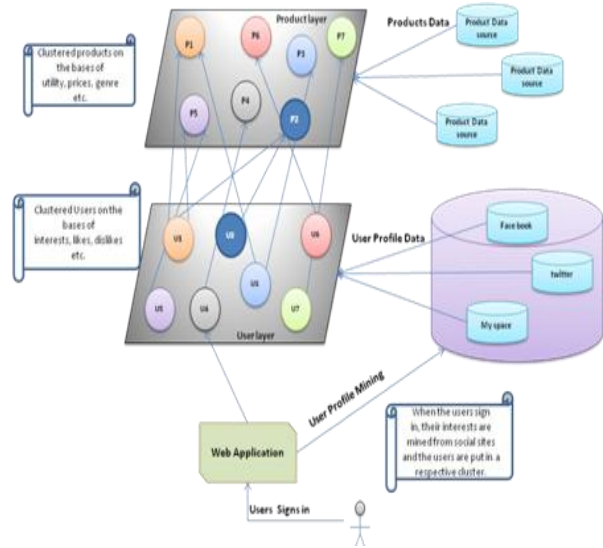 Product layer
P1
P6
P3
P7
P5
P4
P2
Clustered products on
the bases of
utility, prices, genre
etc.
Products Data
Product Data
source
Product Data
source
Product Data
source
Clustered Users on the
bases of
interests, likes, dislikes
etc.
U6
U7
User layer
User Profile Data
Face book
twitter
My space
User Profile Mining
Web Application
When the users sign
in, their interests are
mined from social sites
and the users are put in a
respective cluster.
Users Signs in